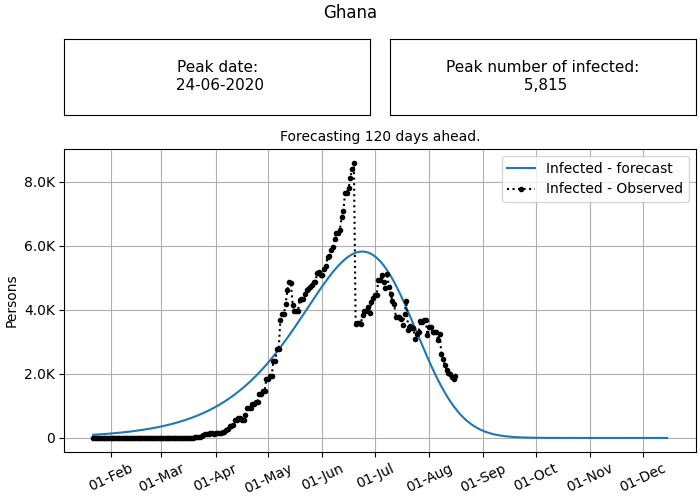 Ghana
Peak date:
24-06-2020
Peak number of infected:
5,815
Forecasting 120 days ahead.
Infected - forecast
Infected - Observed
8.0K
6.0K
4.0K
2.0K
0
Persons
01-Feb
01-Mar
01-Apr
01-May
01-Jun
01-Jul
01-Aug
01-Sep
01-Oct
01-Nov
01-Dec